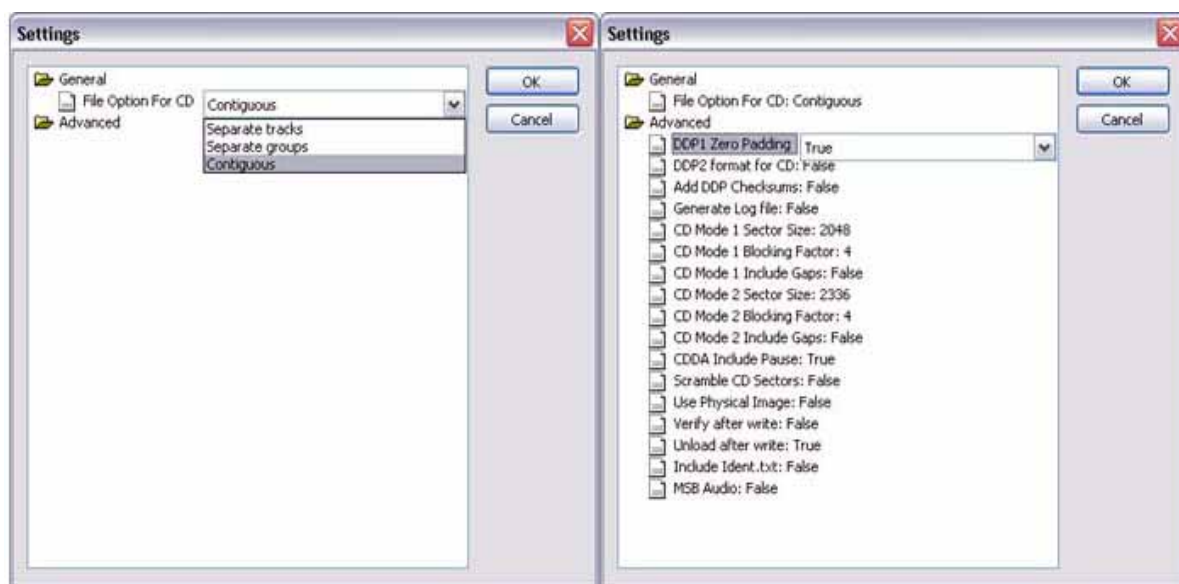 Settings
General
File Option For CD Contiguous
Separate tracks
Separate groups
Contiguous
Advanced
OK
Cancel
Settings
General
File Option For CD: Contiguous
Advanced
DDP1 Zero Padding True
DDP2 format for CD: False
Add DDP Checksums: False
Generate Log file: False
CD Mode 1 Sector Size: 2048
CD Mode 1 Blocking Factor: 4
CD Mode 1 Include Gaps: False
CD Mode 2 Sector Size: 2336
CD Mode 2 Blocking Factor: 4
CD Mode 2 Include Gaps: False
CDDA Include Pause: True
Scramble CD Sectors: False
Use Physical Image: False
Verify after write: False
Unload after write: True
Include Ident.txt: False
MSB Audio: False
OK
Cancel